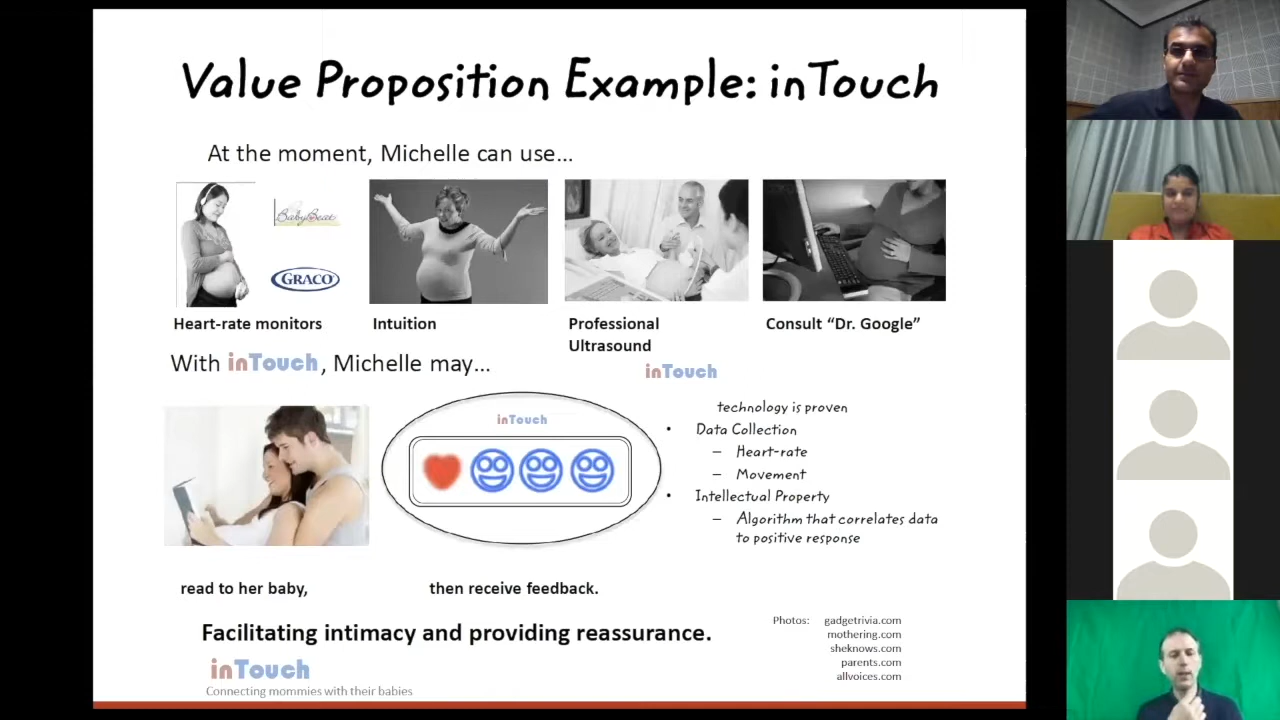 Value Proposition Example: inTouch
At the moment, Michelle can use...
BabyBeat
GRACO
Heart-rate monitors
Intuition
Professional
Ultrasound
Consult “Dr. Google”
With inTouch, Michelle may...
inTouch
inTouch
technology is proven
• Data Collection
– Heart-rate
– Movement
• Intellectual Property
– Algorithm that correlates data
to positive response
read to her baby,
then receive feedback.
Facilitating intimacy and providing reassurance.
Photos: gadgetrivia.com
mothering.com
sheknows.com
parents.com
allvoices.com
inTouch
Connecting mommies with their babies